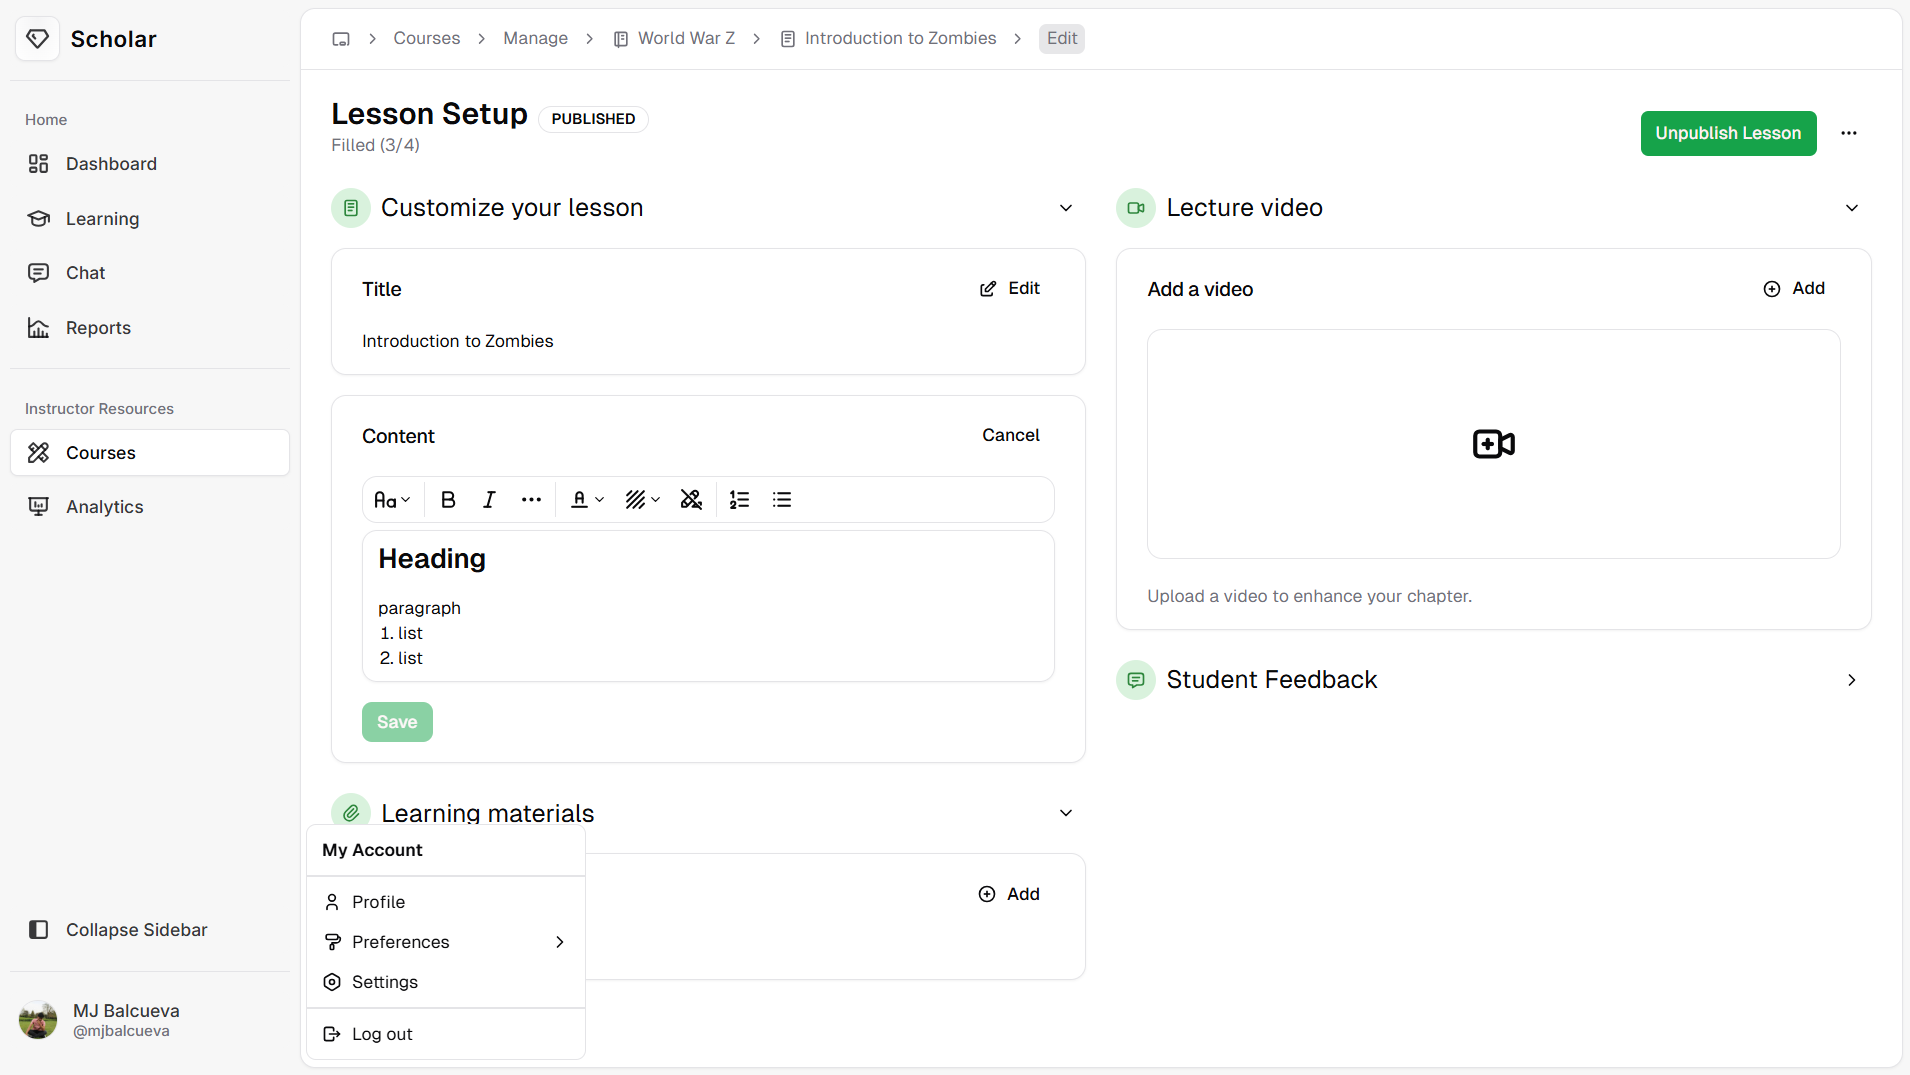 Scholar
Home
Dashboard
Learning
Chat
Reports
Instructor Resources
Courses
Analytics
Collapse Sidebar
MJ Balcueva
@mjbalcueva
Courses
Manage
World War Z
Introduction to Zombies
Edit
Lesson Setup
PUBLISHED
Filled (3/4)
Unpublish Lesson
Customize your lesson
Title
Edit
Introduction to Zombies
Content
Cancel
Aa
B
I
A
Heading
paragraph
1. list
2. list
Save
Learning materials
Add
My Account
Profile
Preferences
Settings
Log out
Lecture video
Add a video
Add
Upload a video to enhance your chapter.
Student Feedback